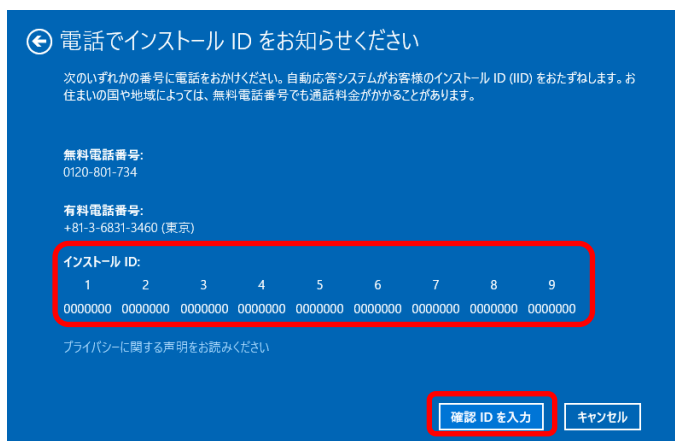 電話でインストール ID をお知らせください
次のいずれかの番号に電話をおかけください。自動応答システムがお客様のインストール ID (IID) をおたずねします。お
住まいの国や地域によっては、無料電話番号でも通話料金がかかることがあります。
無料電話番号:
0120-801-734
有料電話番号:
+81-3-6831-3460 (東京)
インストール ID:
1 2 3 4 5 6 7 8 9
0000000 0000000 0000000 0000000 0000000 0000000 0000000 0000000 0000000
プライバシーに関する声明をお読みください
確認 ID を入力 キャンセル